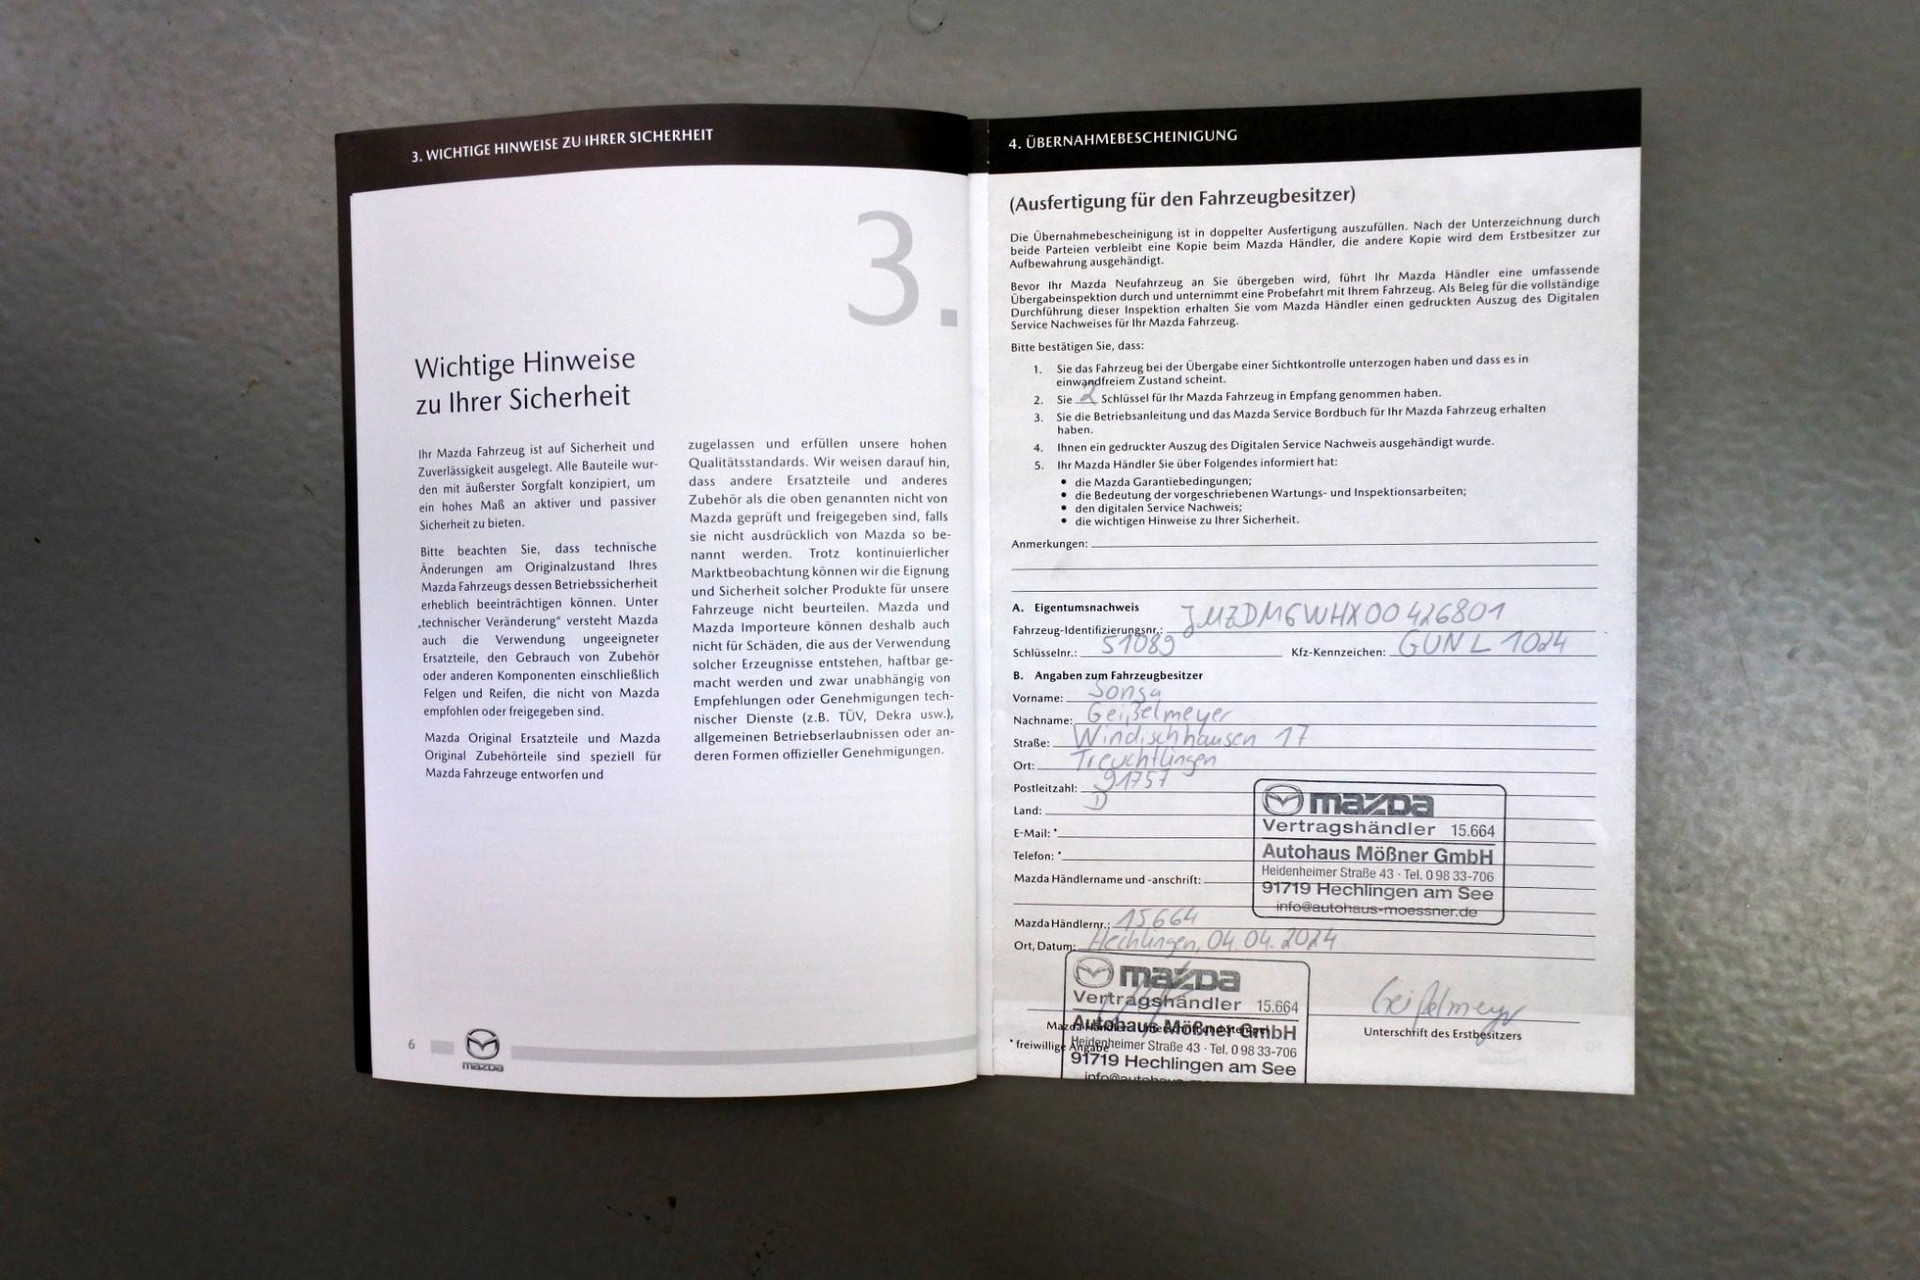 3. WICHTIGE HINWEISE ZU IHRER SICHERHEIT
3.
Wichtige Hinweise
zu Ihrer Sicherheit
Ihr Mazda Fahrzeug ist auf Sicherheit und
Zuverlässigkeit ausgelegt. Alle Bauteile wur-
den mit äußerster Sorgfalt konzipiert, um
ein hohes Maß an aktiver und passiver
Sicherheit zu bieten.
Bitte beachten Sie, dass technische
Änderungen am Originalzustand Ihres
Mazda Fahrzeugs dessen Betriebssicherheit
erheblich beeinträchtigen können. Unter
„technischer Veränderung" versteht Mazda
auch die Verwendung ungeeigneter
Ersatzteile, den Gebrauch von Zubehör
oder anderen Komponenten einschließlich
Felgen und Reifen, die nicht von Mazda
empfohlen oder freigegeben sind.
Mazda Original Ersatzteile und Mazda
Original Zubehörteile sind speziell für
Mazda Fahrzeuge entworfen und
zugelassen und erfüllen unsere hohen
Qualitätsstandards. Wir weisen darauf hin,
dass andere Ersatzteile und anderes
Zubehör als die oben genannten nicht von
Mazda geprüft und freigegeben sind, falls
sie nicht ausdrücklich von Mazda so be-
nannt werden. Trotz kontinuierlicher
Marktbeobachtung können wir die Eignung
und Sicherheit solcher Produkte für unsere
Fahrzeuge nicht beurteilen. Mazda und
Mazda Importeure können deshalb auch
nicht für Schäden, die aus der Verwendung
solcher Erzeugnisse entstehen, haftbar ge-
macht werden und zwar unabhängig von
Empfehlungen oder Genehmigungen tech-
nischer Dienste (z.B. TÜV, Dekra usw.),
allgemeinen Betriebserlaubnissen oder an-
deren Formen offizieller Genehmigungen.
6
mazda
4. ÜBERNAHMEBESCHEINIGUNG
(Ausfertigung für den Fahrzeugbesitzer)
Die Übernahmebescheinigung ist in doppelter Ausfertigung auszufüllen. Nach der Unterzeichnung durch
beide Parteien verbleibt eine Kopie beim Mazda Händler, die andere Kopie wird dem Erstbesitzer zur
Aufbewahrung ausgehändigt.
Bevor Ihr Mazda Neufahrzeug an Sie übergeben wird, führt Ihr Mazda Händler eine umfassende
Übergabeinspektion durch und unternimmt eine Probefahrt mit Ihrem Fahrzeug. Als Beleg für die vollständige
Durchführung dieser Inspektion erhalten Sie vom Mazda Händler einen gedruckten Auszug des Digitalen
Service Nachweises für Ihr Mazda Fahrzeug.
Bitte bestätigen Sie, dass:
1. Sie das Fahrzeug bei der Übergabe einer Sichtkontrolle unterzogen haben und dass es in
einwandfreiem Zustand scheint.
2. Sie 2 Schlüssel für Ihr Mazda Fahrzeug in Empfang genommen haben.
3. Sie die Betriebsanleitung und das Mazda Service Bordbuch für Ihr Mazda Fahrzeug erhalten
haben.
4. Ihnen ein gedruckter Auszug des Digitalen Service Nachweis ausgehändigt wurde.
5. Ihr Mazda Händler Sie über Folgendes informiert hat:
• die Mazda Garantiebedingungen;
• die Bedeutung der vorgeschriebenen Wartungs- und Inspektionsarbeiten;
• den digitalen Service Nachweis;
• die wichtigen Hinweise zu Ihrer Sicherheit.
Anmerkungen:
A. Eigentumsnachweis
Fahrzeug-Identifizierungsnr.: JMZDM6WHX00426801
Schlüsselnr.: 51089 Kfz-Kennzeichen: GUN L 1024
B. Angaben zum Fahrzeugbesitzer
Vorname: Sonja
Nachname: Geißelmeyer
Straße: Windischhausen 17
Ort: Treuchtlingen
Postleitzahl: 91757
Land: D
E-Mail: *
Telefon: *
Mazda Händlername und -anschrift:
mazda
Vertragshändler 15.664
Autohaus Mößner GmbH
Heidenheimer Straße 43 · Tel. 0 98 33-706
91719 Hechlingen am See
info@autohaus-moessner.de
Mazda Händlernr.: 15664
Ort, Datum: Hechlingen, 04.04.2024
mazda
Vertragshändler 15.664
Autohaus Mößner GmbH
Heidenheimer Straße 43 · Tel. 0 98 33-706
91719 Hechlingen am See
Geißelmeyer
Unterschrift des Erstbesitzers
* freiwillige Angabe